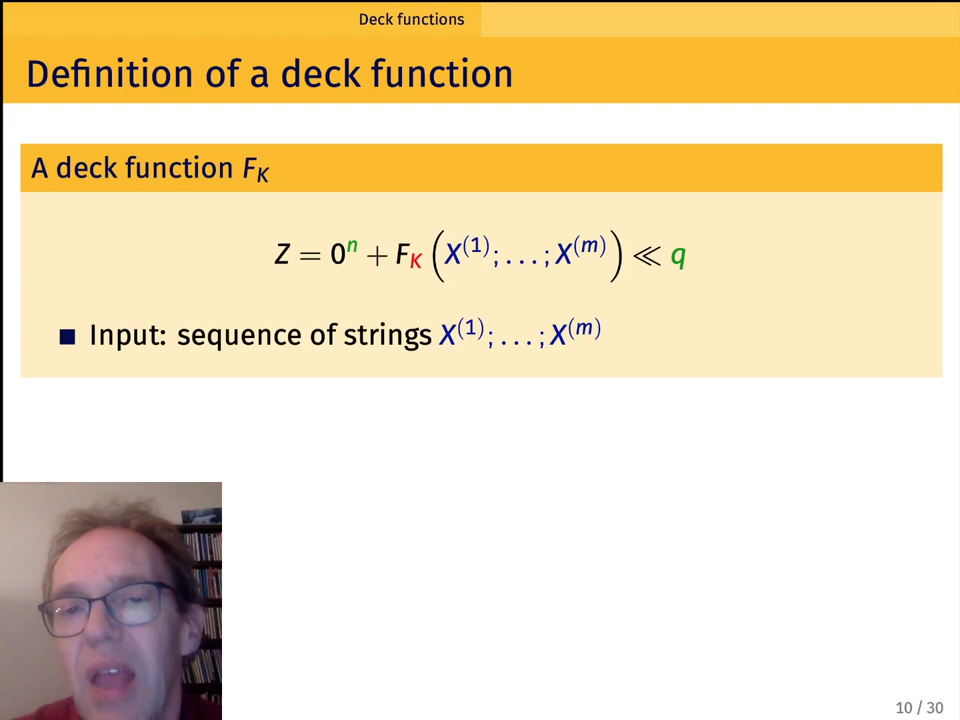 Deck functions
Definition of a deck function
A deck function F_K
Z = 0^n + F_K (X^(1); . . . ; X^(m)) ≪ q
Input: sequence of strings X^(1); . . . ; X^(m)
10 / 30